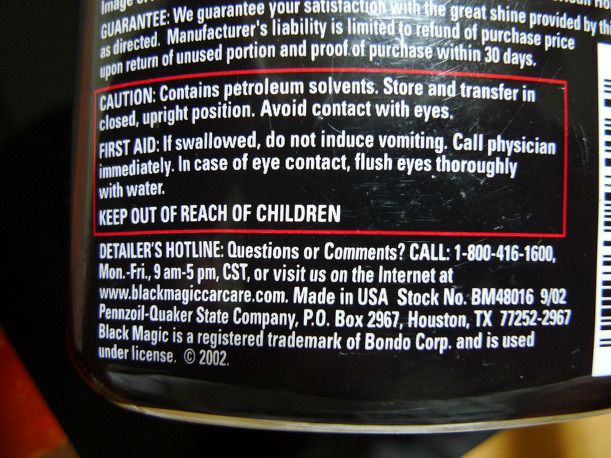 Image
GUARANTEE: We guarantee your satisfaction with the great shine provided by
as directed. Manufacturer's liability is limited to refund of purchase price
upon return of unused portion and proof of purchase within 30 days.
CAUTION: Contains petroleum solvents. Store and transfer in
closed, upright position. Avoid contact with eyes.
FIRST AID: If swallowed, do not induce vomiting. Call physician
immediately. In case of eye contact, flush eyes thoroughly
with water.
KEEP OUT OF REACH OF CHILDREN
DETAILER'S HOTLINE: Questions or Comments? CALL: 1-800-416-1600,
Mon.-Fri., 9 am-5 pm, CST, or visit us on the Internet at
www.blackmagiccarcare.com. Made in USA Stock No. BM48016 9/02
Pennzoil-Quaker State Company, P.O. Box 2967, Houston, TX 77252-2967
Black Magic is a registered trademark of Bondo Corp. and is used
under license. © 2002.